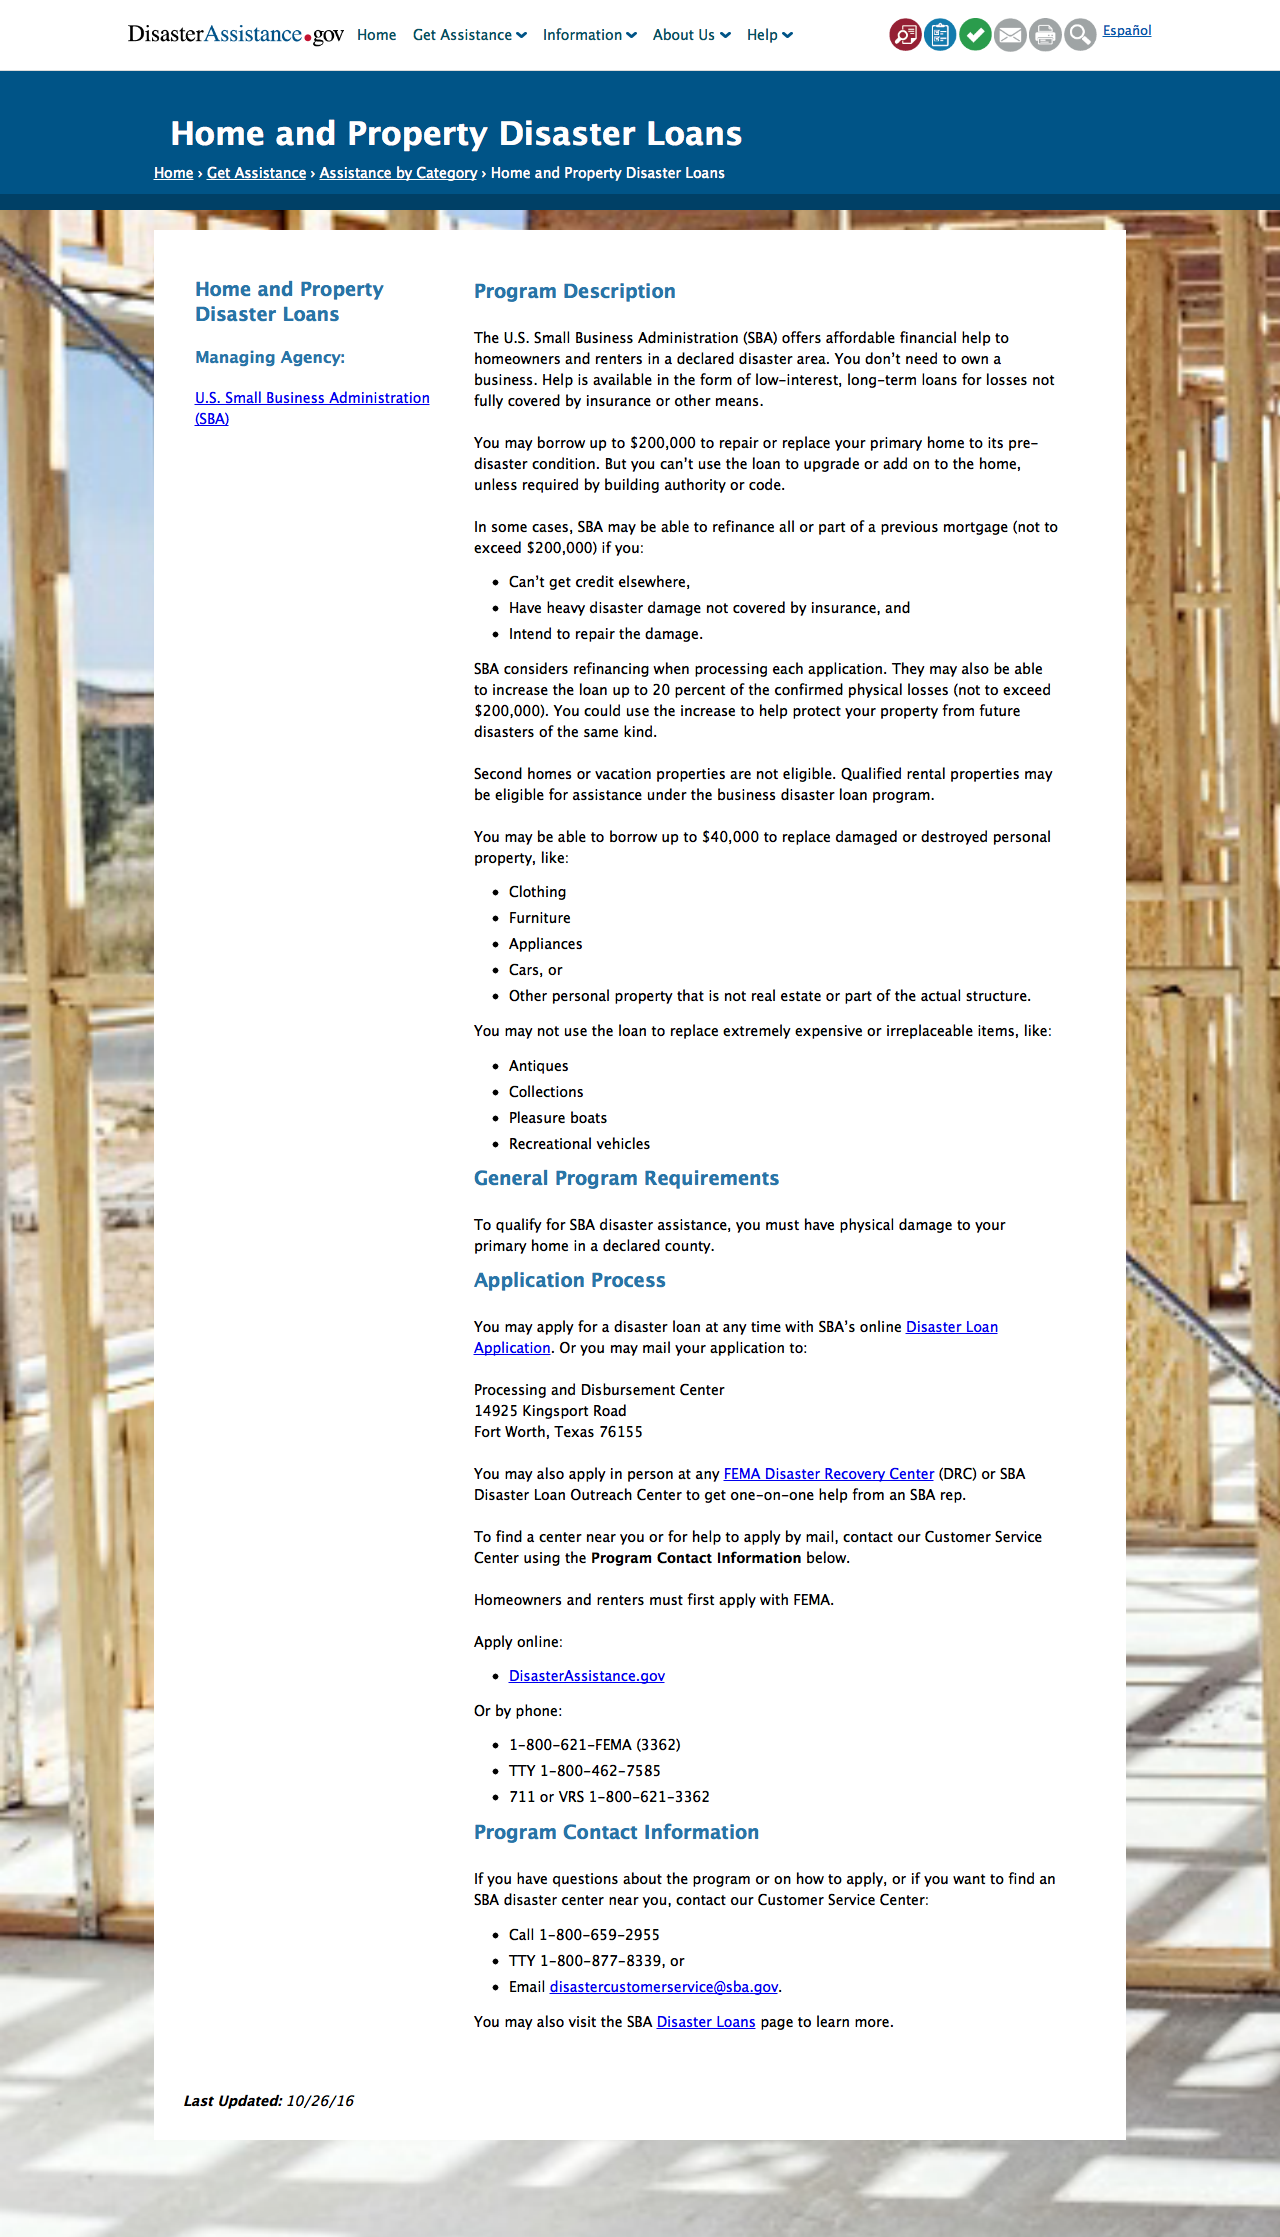 DisasterAssistance.gov Home Get Assistance Information About Us Help Español
Home and Property Disaster Loans
Home › Get Assistance › Assistance by Category › Home and Property Disaster Loans
Home and Property
Disaster Loans
Managing Agency:
U.S. Small Business Administration
(SBA)
Program Description
The U.S. Small Business Administration (SBA) offers affordable financial help to
homeowners and renters in a declared disaster area. You don't need to own a
business. Help is available in the form of low-interest, long-term loans for losses not
fully covered by insurance or other means.
You may borrow up to $200,000 to repair or replace your primary home to its pre-
disaster condition. But you can't use the loan to upgrade or add on to the home,
unless required by building authority or code.
In some cases, SBA may be able to refinance all or part of a previous mortgage (not to
exceed $200,000) if you:
• Can't get credit elsewhere,
• Have heavy disaster damage not covered by insurance, and
• Intend to repair the damage.
SBA considers refinancing when processing each application. They may also be able
to increase the loan up to 20 percent of the confirmed physical losses (not to exceed
$200,000). You could use the increase to help protect your property from future
disasters of the same kind.
Second homes or vacation properties are not eligible. Qualified rental properties may
be eligible for assistance under the business disaster loan program.
You may be able to borrow up to $40,000 to replace damaged or destroyed personal
property, like:
• Clothing
• Furniture
• Appliances
• Cars, or
• Other personal property that is not real estate or part of the actual structure.
You may not use the loan to replace extremely expensive or irreplaceable items, like:
• Antiques
• Collections
• Pleasure boats
• Recreational vehicles
General Program Requirements
To qualify for SBA disaster assistance, you must have physical damage to your
primary home in a declared county.
Application Process
You may apply for a disaster loan at any time with SBA's online Disaster Loan
Application. Or you may mail your application to:
Processing and Disbursement Center
14925 Kingsport Road
Fort Worth, Texas 76155
You may also apply in person at any FEMA Disaster Recovery Center (DRC) or SBA
Disaster Loan Outreach Center to get one-on-one help from an SBA rep.
To find a center near you or for help to apply by mail, contact our Customer Service
Center using the Program Contact Information below.
Homeowners and renters must first apply with FEMA.
Apply online:
• DisasterAssistance.gov
Or by phone:
• 1-800-621-FEMA (3362)
• TTY 1-800-462-7585
• 711 or VRS 1-800-621-3362
Program Contact Information
If you have questions about the program or on how to apply, or if you want to find an
SBA disaster center near you, contact our Customer Service Center:
• Call 1-800-659-2955
• TTY 1-800-877-8339, or
• Email disastercustomerservice@sba.gov.
You may also visit the SBA Disaster Loans page to learn more.
Last Updated: 10/26/16